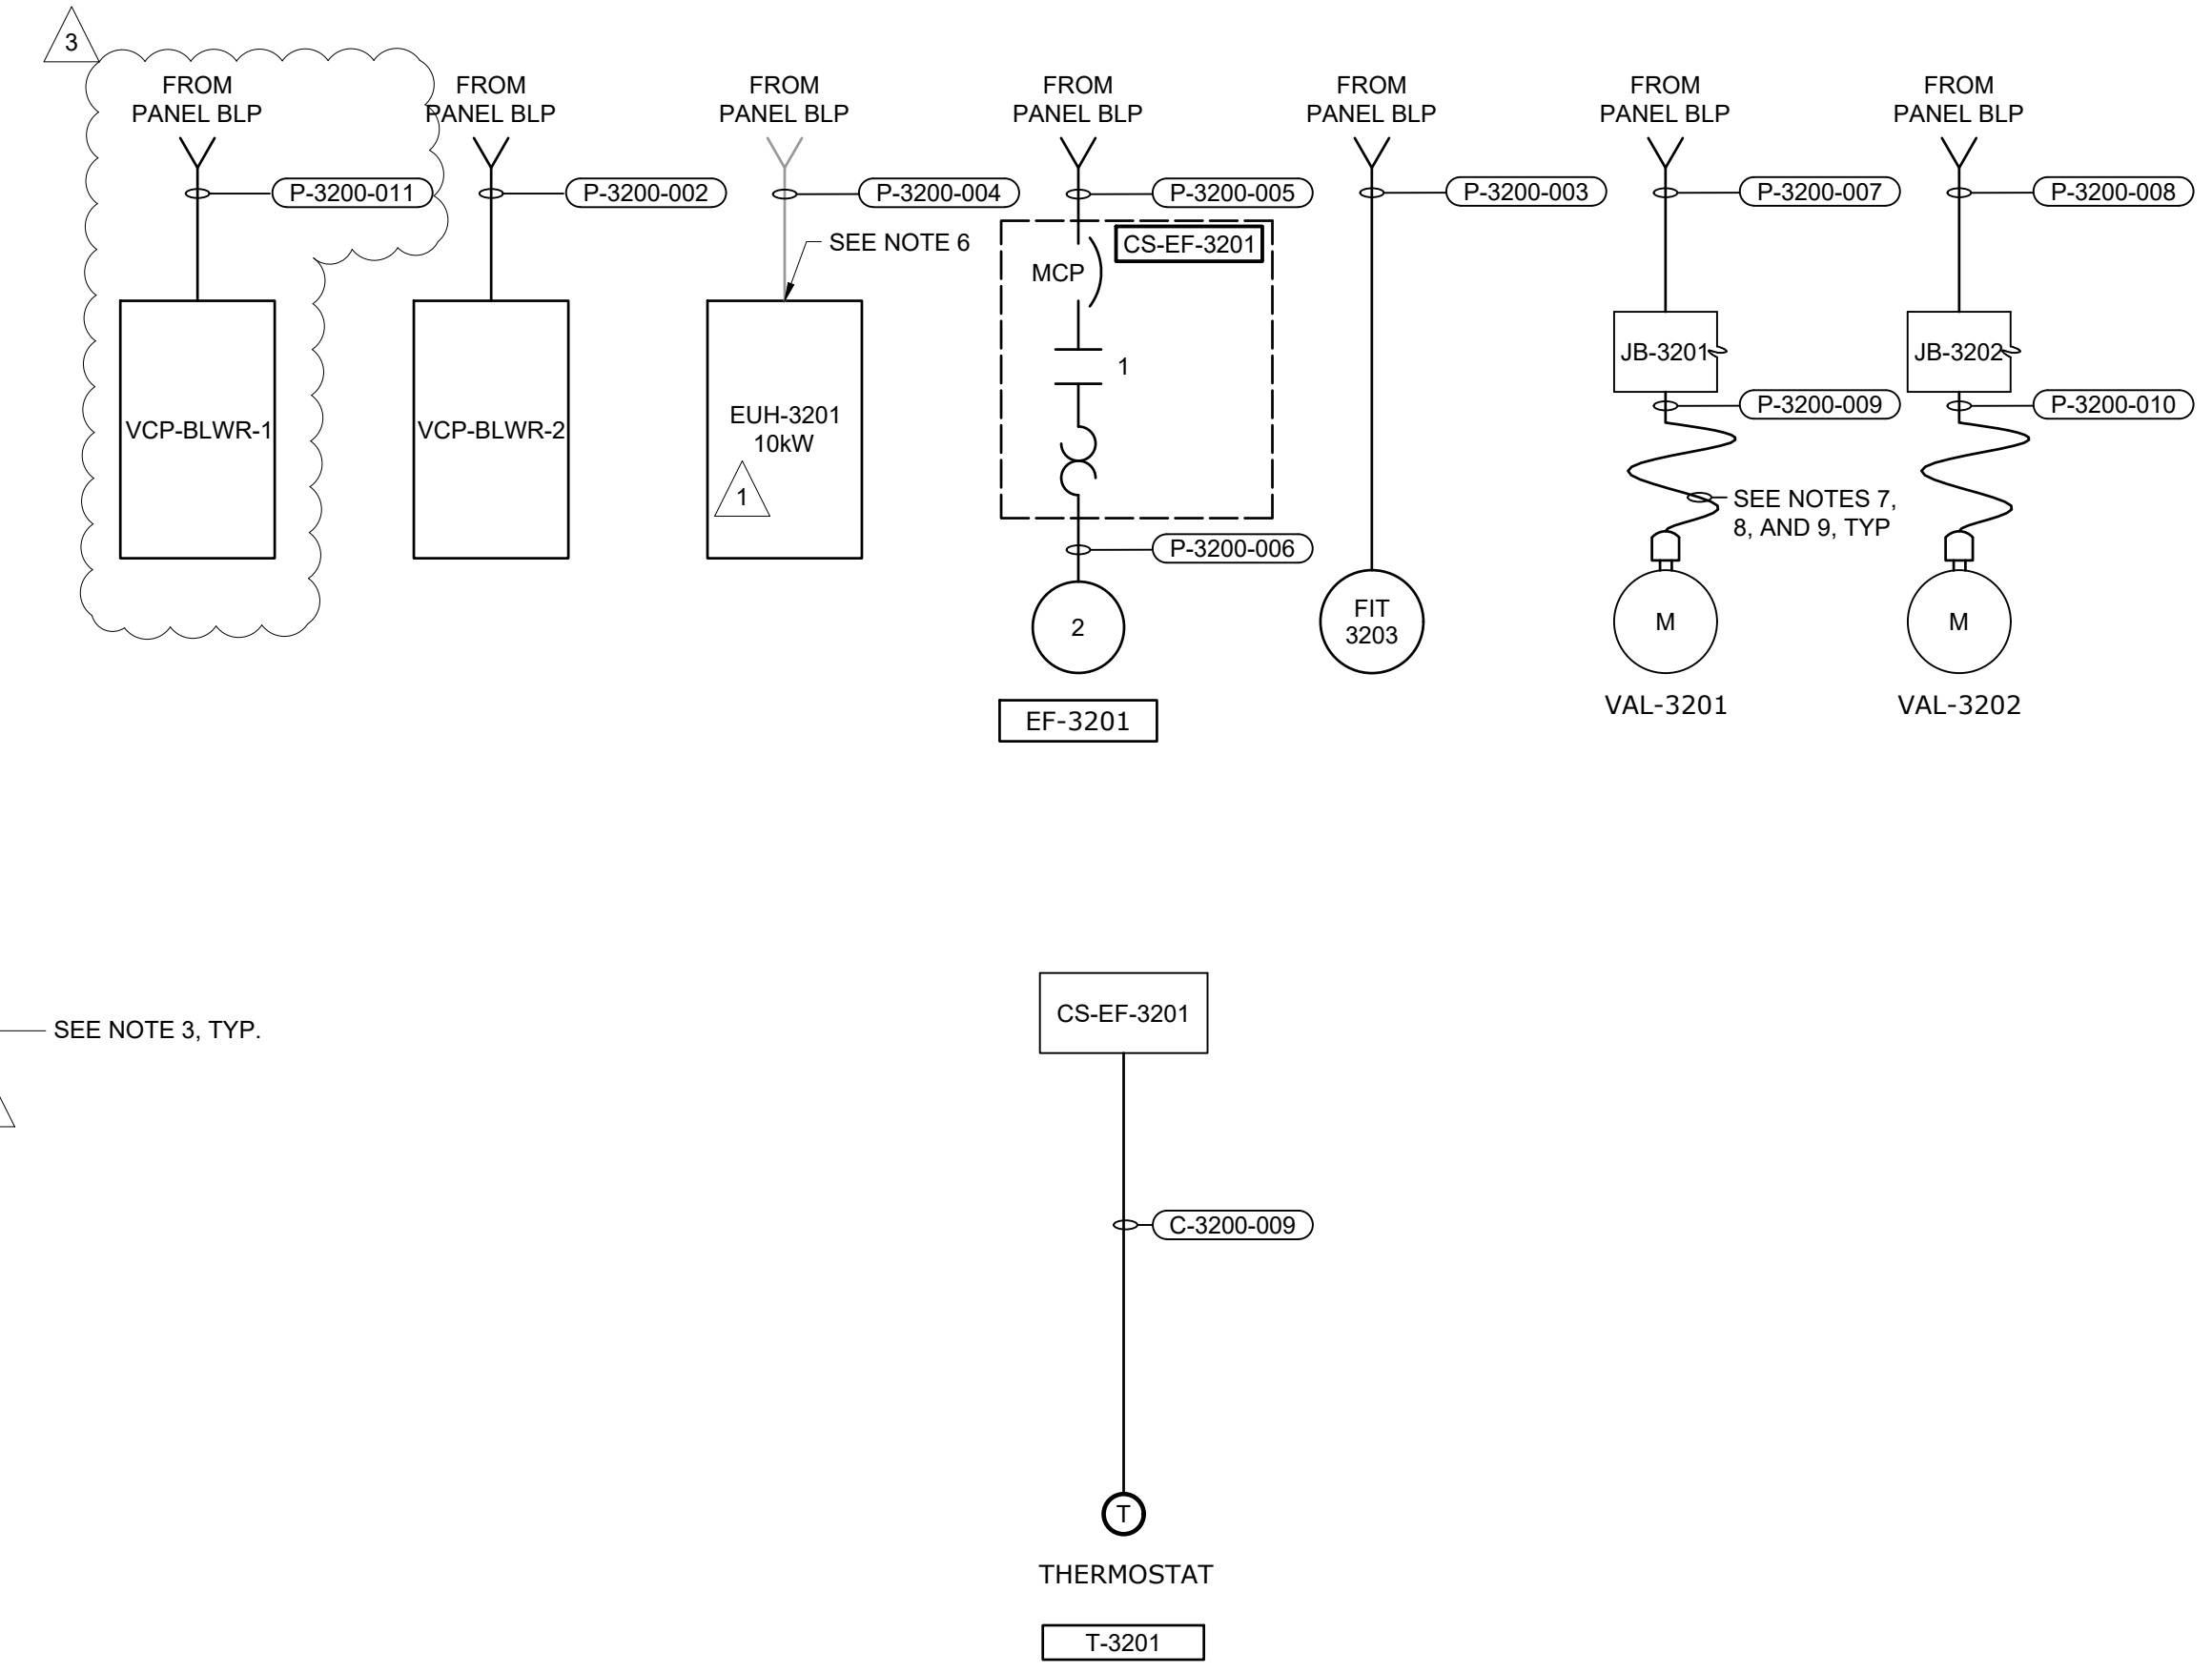 3
FROM
PANEL BLP
FROM
PANEL BLP
FROM
PANEL BLP
FROM
PANEL BLP
FROM
PANEL BLP
FROM
PANEL BLP
FROM
PANEL BLP
P-3200-011
P-3200-002
P-3200-004
P-3200-005
P-3200-003
P-3200-007
P-3200-008
SEE NOTE 6
CS-EF-3201
MCP
1
JB-3201
JB-3202
P-3200-009
P-3200-010
VCP-BLWR-1
VCP-BLWR-2
EUH-3201
10kW
1
SEE NOTES 7,
8, AND 9, TYP
P-3200-006
2
FIT
3203
M
M
EF-3201
VAL-3201
VAL-3202
CS-EF-3201
SEE NOTE 3, TYP.
C-3200-009
T
THERMOSTAT
T-3201